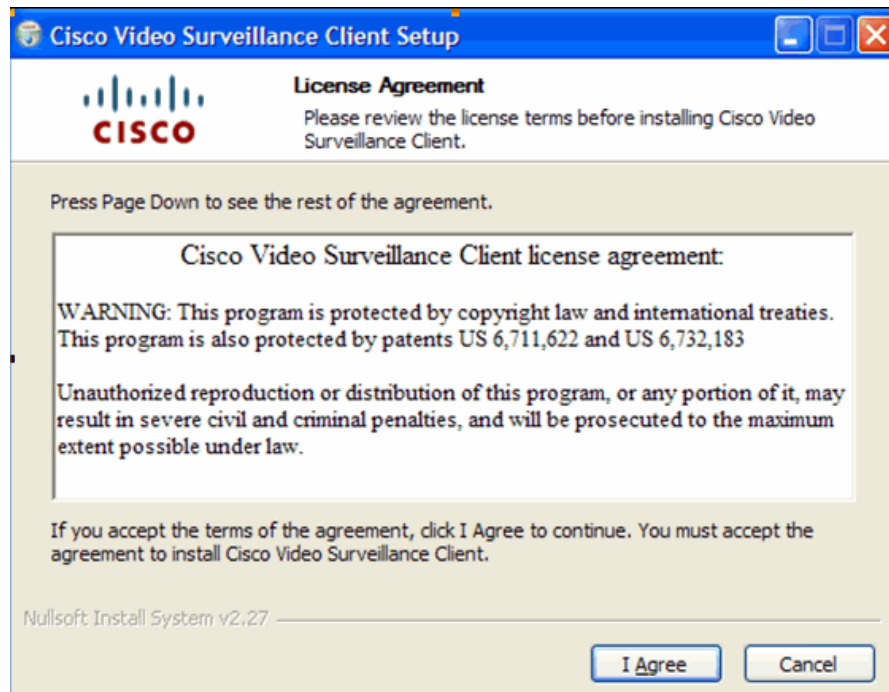 Cisco Video Surveillance Client Setup
CISCO
License Agreement
Please review the license terms before installing Cisco Video
Surveillance Client.
Press Page Down to see the rest of the agreement.
Cisco Video Surveillance Client license agreement:
WARNING: This program is protected by copyright law and international treaties.
This program is also protected by patents US 6,711,622 and US 6,732,183
Unauthorized reproduction or distribution of this program, or any portion of it, may
result in severe civil and criminal penalties, and will be prosecuted to the maximum
extent possible under law.
If you accept the terms of the agreement, click I Agree to continue. You must accept the
agreement to install Cisco Video Surveillance Client.
Nullsoft Install System v2.27
I Agree
Cancel